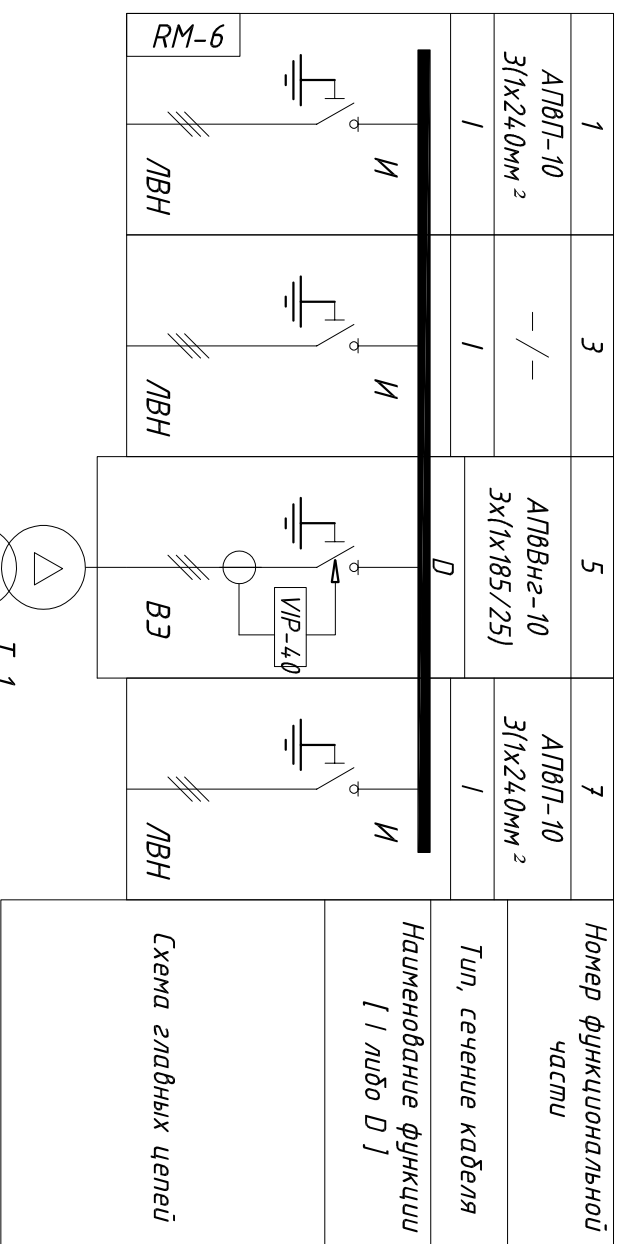 1
3
5
7
Номер функциональной
части
АПвП-10
3(1х240мм²
-/-
АПвВнг-10
3х(1х185/25)
АПвП-10
3(1х240мм²
Тип, сечение кабеля
I
I
D
I
Наименование функции
[ I либо D ]
И
И
И
VIP-40
ЛВН
ЛВН
ВЭ
ЛВН
RM-6
Схема главных цепей
Т 1